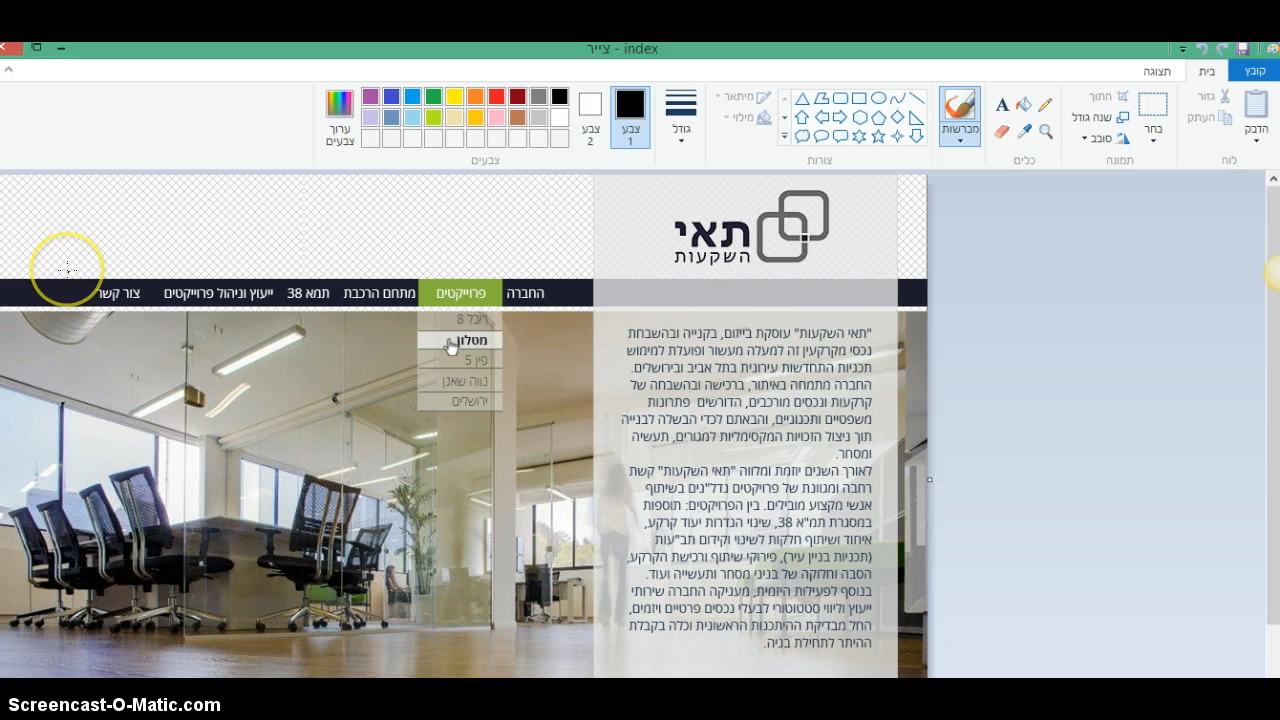 index - צייר
קובץ
בית
תצוגה
הדבק
גזור
העתק
לוח
בחר
חתוך
שנה גודל
סובב
תמונה
A
כלים
מברשות
מיתאר
מילוי
צורות
גודל
צבע 1
צבע 2
ערוך צבעים
צבעים
תאי
השקעות
החברה
פרוייקטים
מתחם הרכבת
תמא 38
ייעוץ וניהול פרוייקטים
צור קשר
רובל 8
מטלון
פין 5
נווה שאנן
ירושלים
"תאי השקעות" עוסקת בייזום, בקנייה ובהשבחת
נכסי מקרקעין זה למעלה מעשור ופועלת למימוש
תכניות התחדשות עירונית בתל אביב ובירושלים.
החברה מתמחה באיתור, ברכישה ובהשבחה של
קרקעות ונכסים מורכבים, הדורשים פתרונות
משפטיים ותכנוניים, והבאתם לכדי הבשלה לבנייה
תוך ניצול הזכויות המקסימליות למגורים, תעשיה
ומסחר.
לאורך השנים יוזמת ומלווה "תאי השקעות" קשת
רחבה ומגוונת של פרויקטים נדל"נים בשיתוף
אנשי מקצוע מובילים. בין הפרויקטים: תוספות
במסגרת תמ"א 38, שינוי הגדרות יעוד קרקע,
איחוד ושיתוף חלקות לשינוי וקידום תב"עות
(תכניות בניין עיר), פירוקי שיתוף ורכישת הקרקע,
הסבה וחלוקה של בניני מסחר ותעשייה ועוד.
בנוסף לפעילות היזמית, מעניקה החברה שירותי
ייעוץ וליווי סטטוטורי לבעלי נכסים פרטיים ויזמים,
החל מבדיקת ההיתכנות הראשונית וכלה בקבלת
ההיתר לתחילת בניה.
Screencast-O-Matic.com